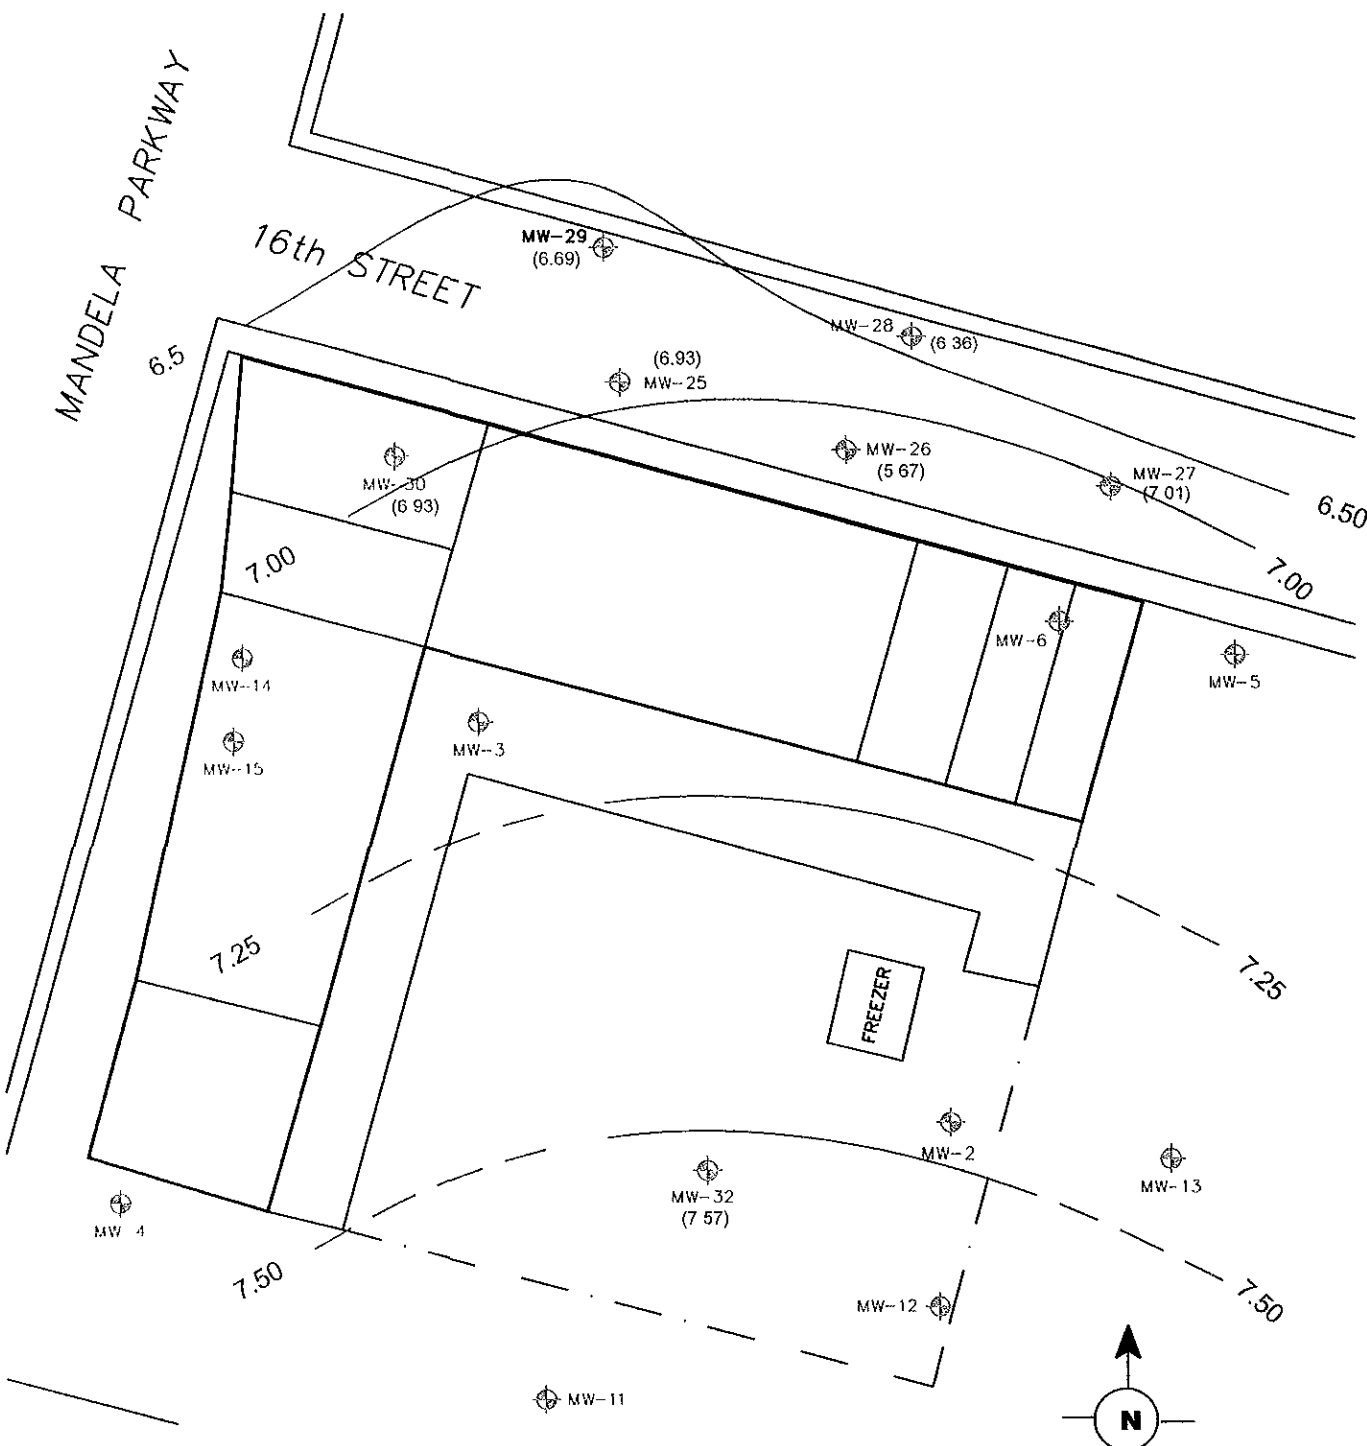 MANDELA PARKWAY
16th STREET
MW-29
(6.69)
MW-28
(6 36)
6.5
(6.93)
MW-25
MW-26
(5 67)
MW-27
(7 01)
6.50
MW-30
(6 93)
7.00
7.00
MW-6
MW-5
MW-14
MW-3
MW-15
7.25
7.25
FREEZER
MW-2
MW-13
MW-32
(7 57)
MW 4
7.50
7.50
MW-12
MW-11
N